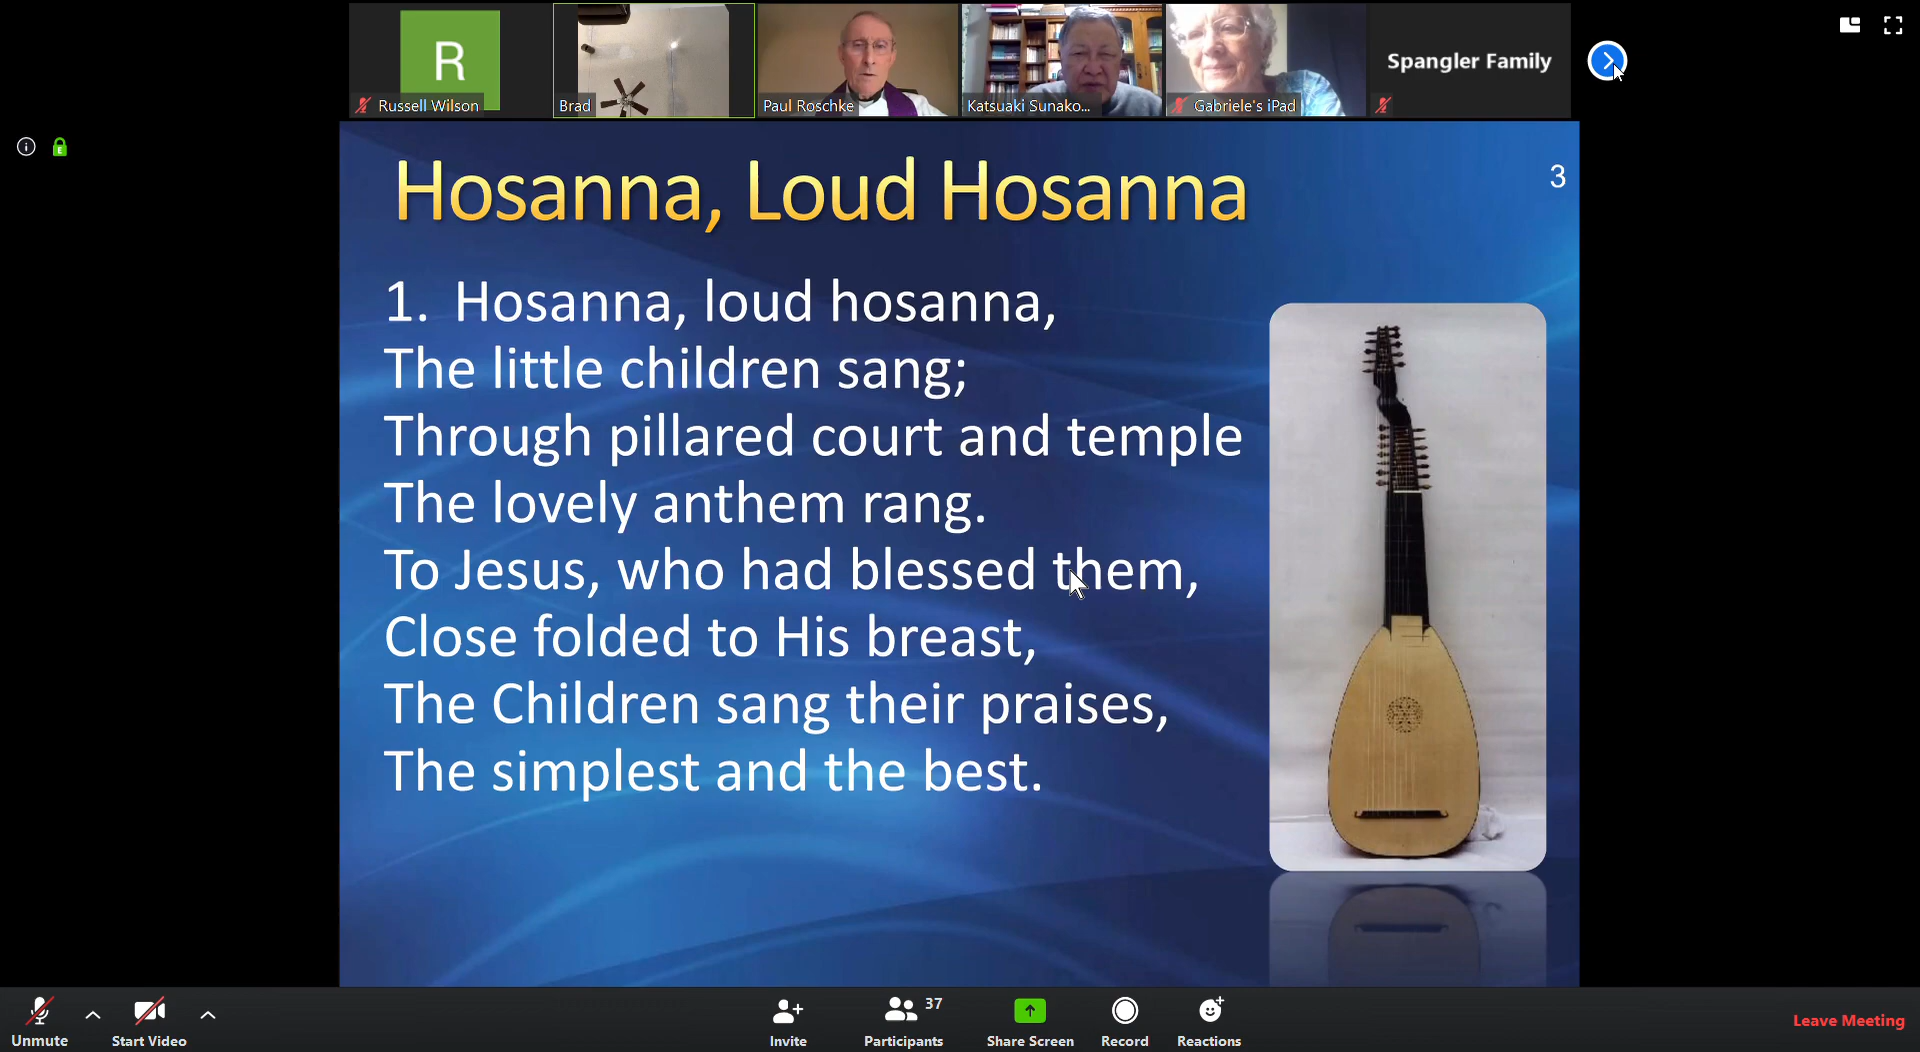 R
Russell Wilson
Brad
Paul Roschke
Katsuaki Sunako...
Gabriele's iPad
Spangler Family
Hosanna, Loud Hosanna
3
1. Hosanna, loud hosanna,
The little children sang;
Through pillared court and temple
The lovely anthem rang.
To Jesus, who had blessed them,
Close folded to His breast,
The Children sang their praises,
The simplest and the best.
Unmute
Start Video
Invite
37
Participants
Share Screen
Record
Reactions
Leave Meeting